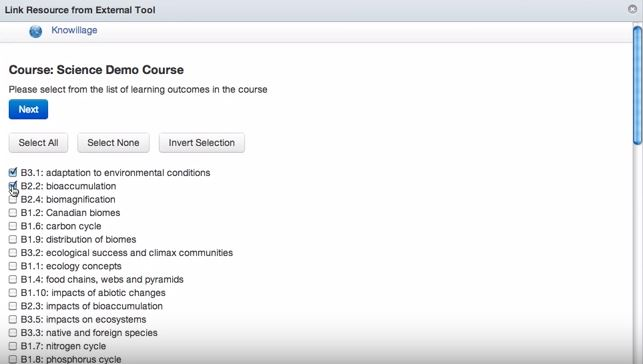 Link Resource from External Tool
Knowillage
Course: Science Demo Course
Please select from the list of learning outcomes in the course
Next
Select All Select None Invert Selection
B3.1: adaptation to environmental conditions
B2.2: bioaccumulation
B2.4: biomagnification
B1.2: Canadian biomes
B1.6: carbon cycle
B1.9: distribution of biomes
B3.2: ecological success and climax communities
B1.1: ecology concepts
B1.4: food chains, webs and pyramids
B1.10: impacts of abiotic changes
B2.3: impacts of bioaccumulation
B3.5: impacts on ecosystems
B3.3: native and foreign species
B1.7: nitrogen cycle
B1.8: phosphorus cycle